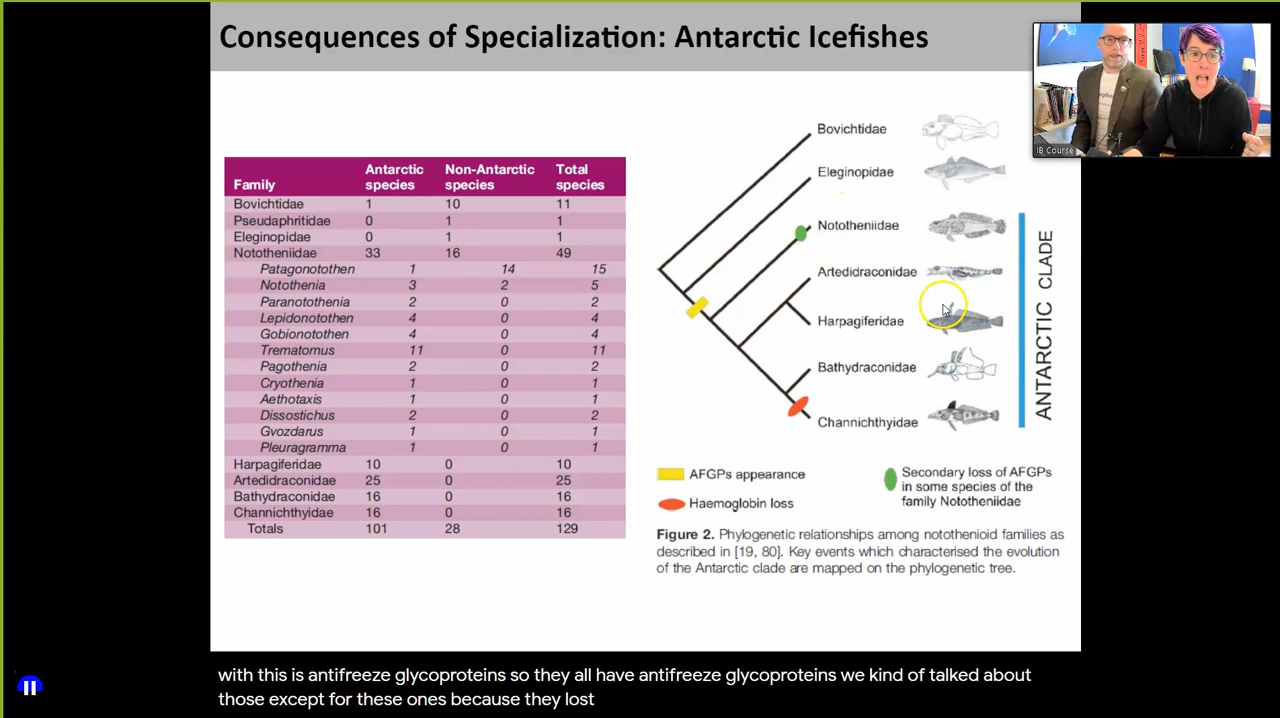 Consequences of Specialization: Antarctic Icefishes
IB Course
Family Antarctic species Non-Antarctic species Total species
Bovichtidae 1 10 11
Pseudaphritidae 0 1 1
Eleginopidae 0 1 1
Nototheniidae 33 16 49
Patagonotothen 1 14 15
Notothenia 3 2 5
Paranotothenia 2 0 2
Lepidonotothen 4 0 4
Gobionotothen 4 0 4
Trematomus 11 0 11
Pagothenia 2 0 2
Cryothenia 1 0 1
Aethotaxis 1 0 1
Dissostichus 2 0 2
Gvozdarus 1 0 1
Pleuragramma 1 0 1
Harpagiferidae 10 0 10
Artedidraconidae 25 0 25
Bathydraconidae 16 0 16
Channichthyidae 16 0 16
Totals 101 28 129
Bovichtidae
Eleginopidae
Nototheniidae
Artedidraconidae
Harpagiferidae
Bathydraconidae
Channichthyidae
ANTARCTIC CLADE
AFGPs appearance
Haemoglobin loss
Secondary loss of AFGPs
in some species of the
family Nototheniidae
Figure 2. Phylogenetic relationships among notothenioid families as
described in [19, 80]. Key events which characterised the evolution
of the Antarctic clade are mapped on the phylogenetic tree.
with this is antifreeze glycoproteins so they all have antifreeze glycoproteins we kind of talked about
those except for these ones because they lost